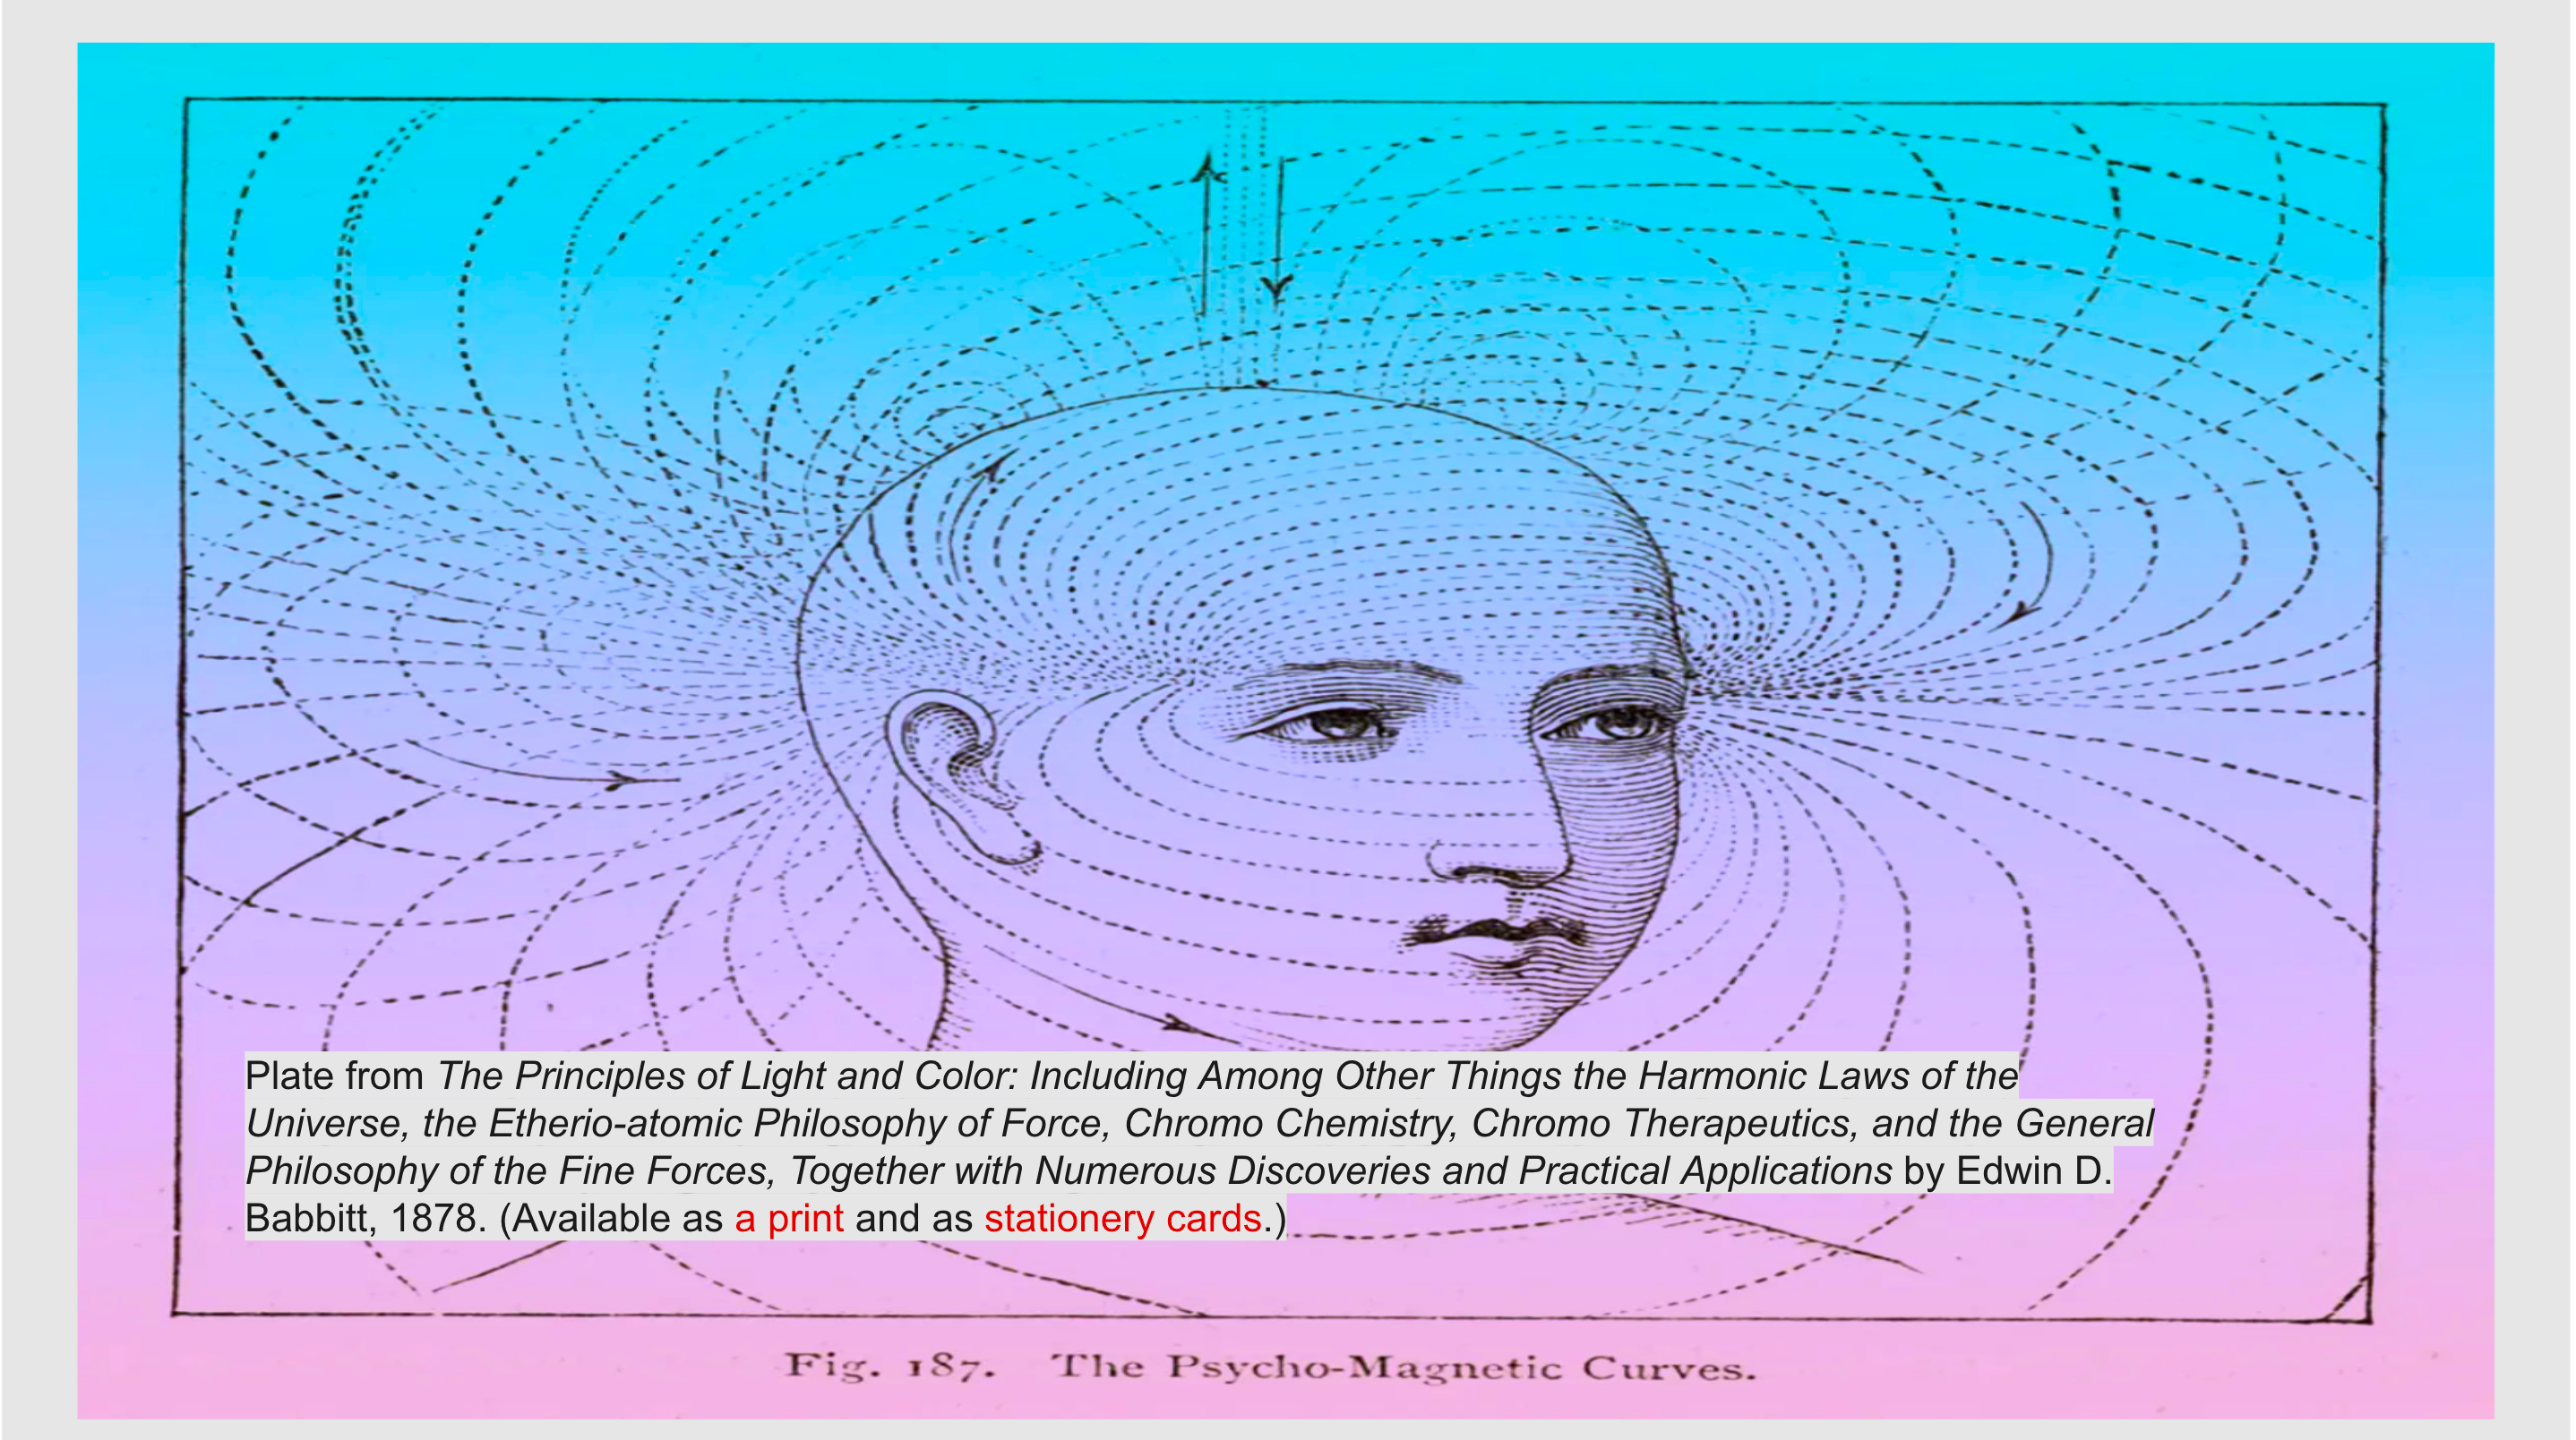 Plate from The Principles of Light and Color: Including Among Other Things the Harmonic Laws of the
Universe, the Etherio-atomic Philosophy of Force, Chromo Chemistry, Chromo Therapeutics, and the General
Philosophy of the Fine Forces, Together with Numerous Discoveries and Practical Applications by Edwin D.
Babbitt, 1878. (Available as a print and as stationery cards.)
Fig. 187. The Psycho-Magnetic Curves.